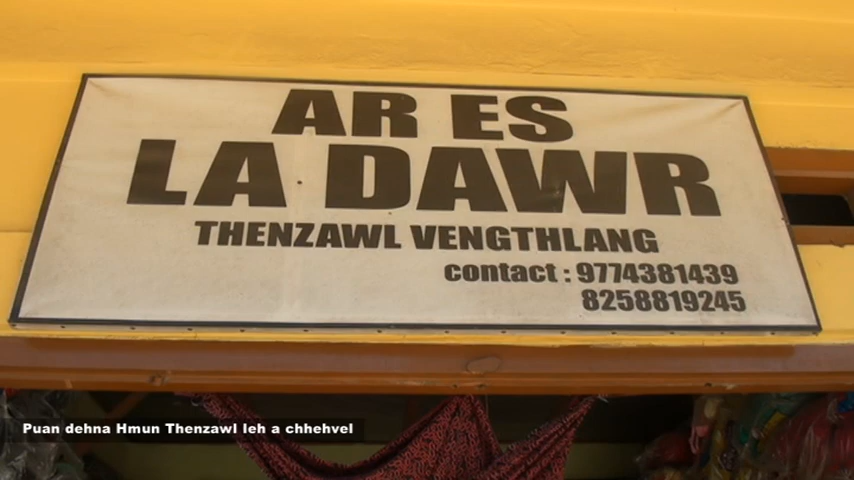 AR ES
LA DAWR
THENZAWL VENGTHLANG
contact : 9774381439
8258819245
Puan dehna Hmun Thenzawl leh a chhehvel